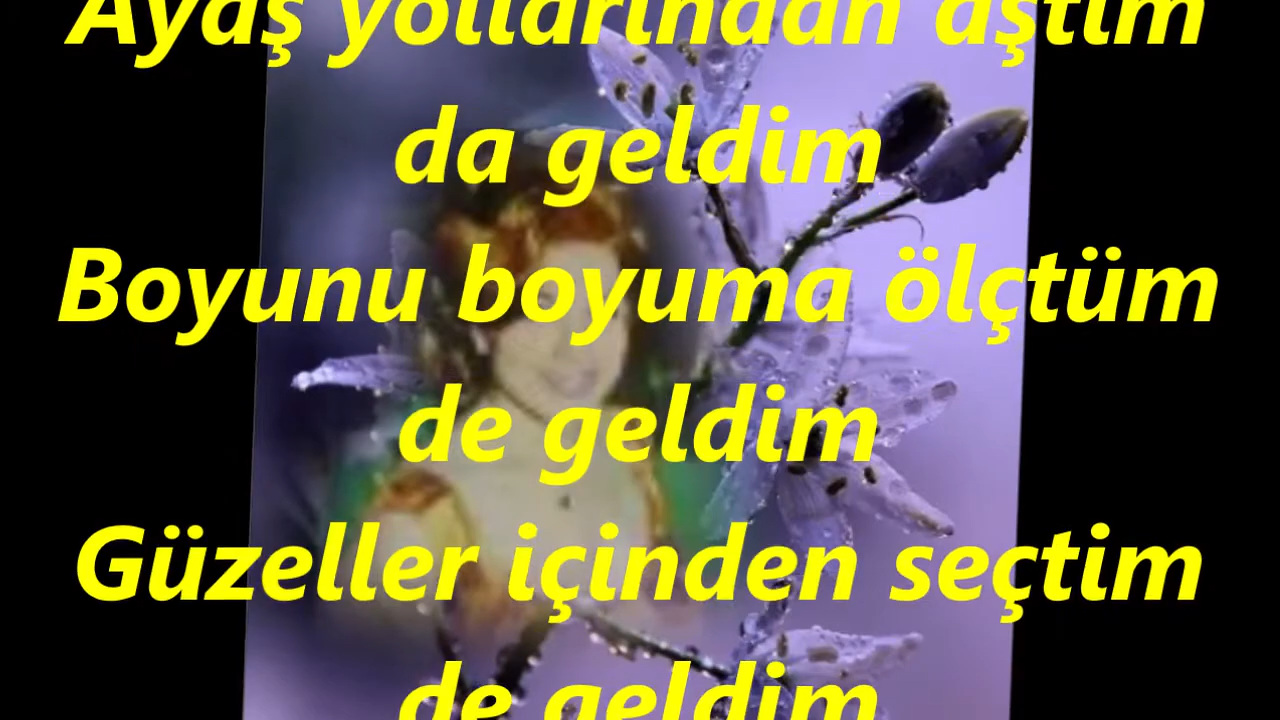 Ayaş yollarından aştım
da geldim
Boyunu boyuma ölçtüm
de geldim
Güzeller içinden seçtim
de geldim